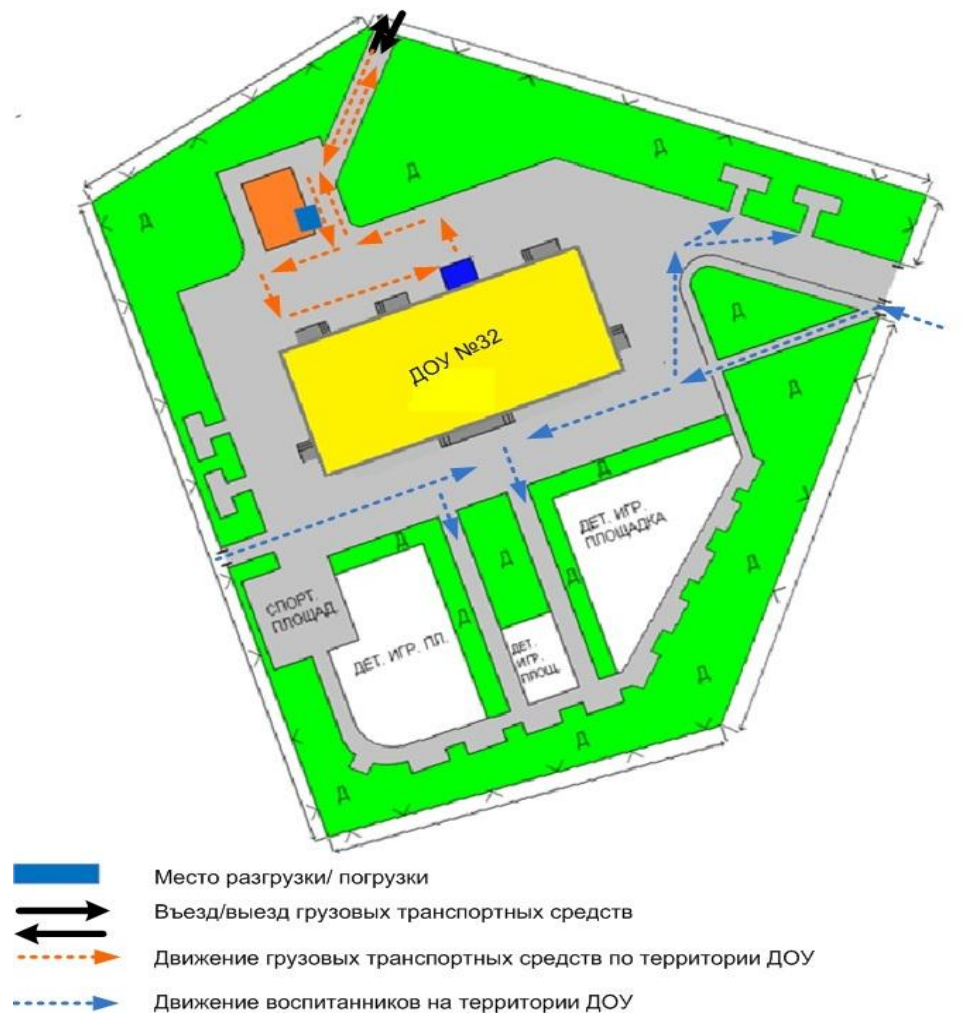 Д
Д
Д
ДОУ №32
Д
Д
Д
Д
ДЕТ. ИГР.
ПЛОЩАДКА
Д
Д
Д
СПОРТ.
ПЛОЩАД.
Д
Д
ДЕТ. ИГР. ПЛ.
ДЕТ.
ИГР.
ПЛОЩ.
Д
Д
Д
Место разгрузки/ погрузки
Въезд/выезд грузовых транспортных средств
Движение грузовых транспортных средств по территории ДОУ
Движение воспитанников на территории ДОУ